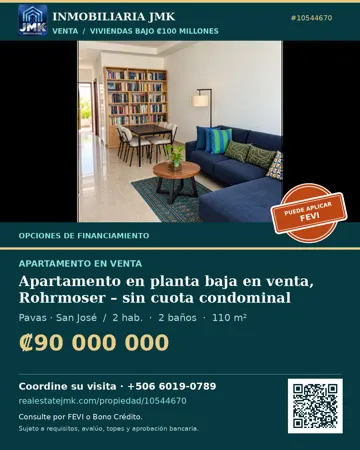 JMK
INMOBILIARIA JMK
#10544670
VENTA / VIVIENDAS BAJO ₡100 MILLONES
PUEDE APLICAR
FEVI
OPCIONES DE FINANCIAMIENTO
APARTAMENTO EN VENTA
Apartamento en planta baja en venta,
Rohrmoser – sin cuota condominal
Pavas · San José / 2 hab. · 2 baños · 110 m²
₡90 000 000
Coordine su visita · +506 6019-0789
realestatejmk.com/propiedad/10544670
Consulte por FEVI o Bono Crédito.
Sujeto a requisitos, avalúo, topes y aprobación bancaria.